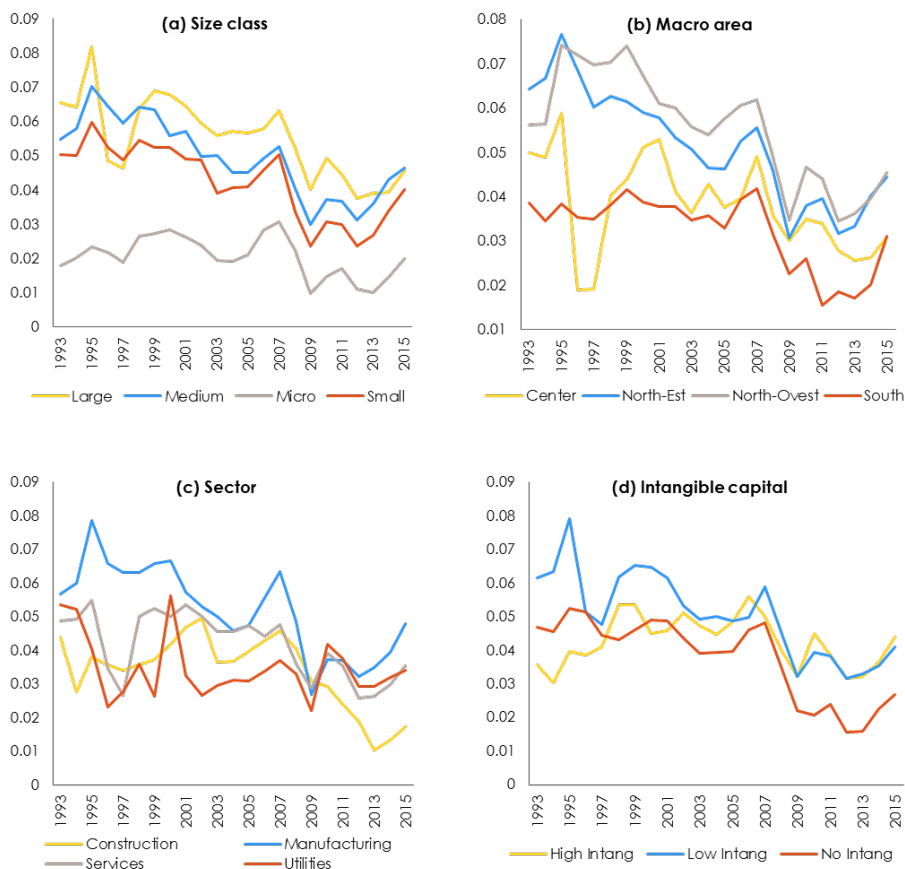 (a) Size class
0.09
0.08
0.07
0.06
0.05
0.04
0.03
0.02
0.01
0
1993 1995 1997 1999 2001 2003 2005 2007 2009 2011 2013 2015
Large Medium Micro Small
(b) Macro area
0.08
0.07
0.06
0.05
0.04
0.03
0.02
0.01
1993 1995 1997 1999 2001 2003 2005 2007 2009 2011 2013 2015
Center North-Est North-Ovest South
(c) Sector
0.09
0.08
0.07
0.06
0.05
0.04
0.03
0.02
0.01
0
1993 1995 1997 1999 2001 2003 2005 2007 2009 2011 2013 2015
Construction Manufacturing
Services Utilities
(d) Intangible capital
0.09
0.08
0.07
0.06
0.05
0.04
0.03
0.02
0.01
0
1993 1995 1997 1999 2001 2003 2005 2007 2009 2011 2013 2015
High Intang Low Intang No Intang